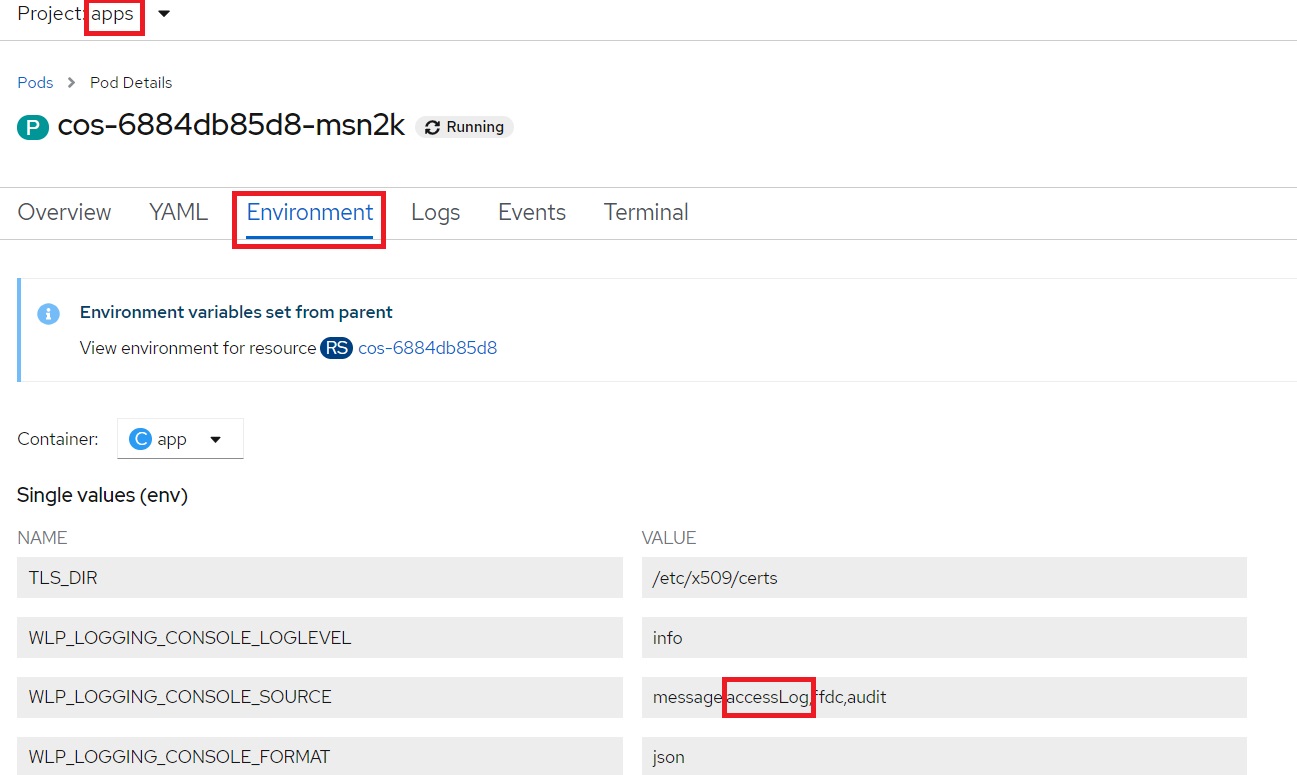 Project: apps
Pods > Pod Details
P cos-6884db85d8-msn2k Running
Overview YAML Environment Logs Events Terminal
Environment variables set from parent
View environment for resource RS cos-6884db85d8
Container: C app
Single values (env)
NAME VALUE
TLS_DIR /etc/x509/certs
WLP_LOGGING_CONSOLE_LOGLEVEL info
WLP_LOGGING_CONSOLE_SOURCE message,accessLog,ffdc,audit
WLP_LOGGING_CONSOLE_FORMAT json